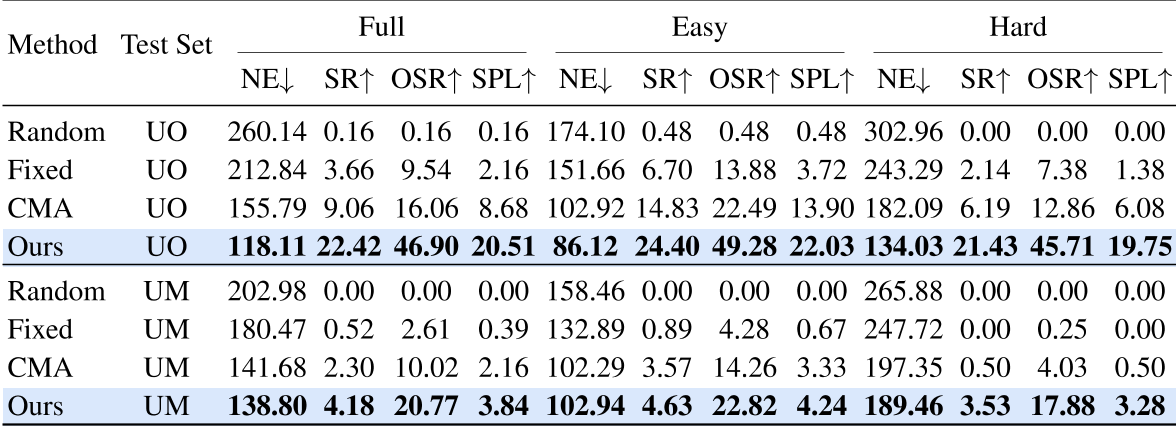 Method Test Set Full Easy Hard
NE↓ SR↑ OSR↑ SPL↑ NE↓ SR↑ OSR↑ SPL↑ NE↓ SR↑ OSR↑ SPL↑
Random UO 260.14 0.16 0.16 0.16 174.10 0.48 0.48 0.48 302.96 0.00 0.00 0.00
Fixed UO 212.84 3.66 9.54 2.16 151.66 6.70 13.88 3.72 243.29 2.14 7.38 1.38
CMA UO 155.79 9.06 16.06 8.68 102.92 14.83 22.49 13.90 182.09 6.19 12.86 6.08
Ours UO 118.11 22.42 46.90 20.51 86.12 24.40 49.28 22.03 134.03 21.43 45.71 19.75
Random UM 202.98 0.00 0.00 0.00 158.46 0.00 0.00 0.00 265.88 0.00 0.00 0.00
Fixed UM 180.47 0.52 2.61 0.39 132.89 0.89 4.28 0.67 247.72 0.00 0.25 0.00
CMA UM 141.68 2.30 10.02 2.16 102.29 3.57 14.26 3.33 197.35 0.50 4.03 0.50
Ours UM 138.80 4.18 20.77 3.84 102.94 4.63 22.82 4.24 189.46 3.53 17.88 3.28